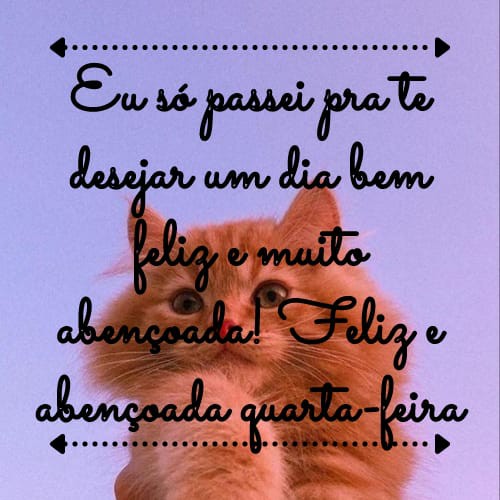 Eu só passei pra te
desejar um dia bem
feliz e muito
abençoada! Feliz e
abençoada quarta-feira